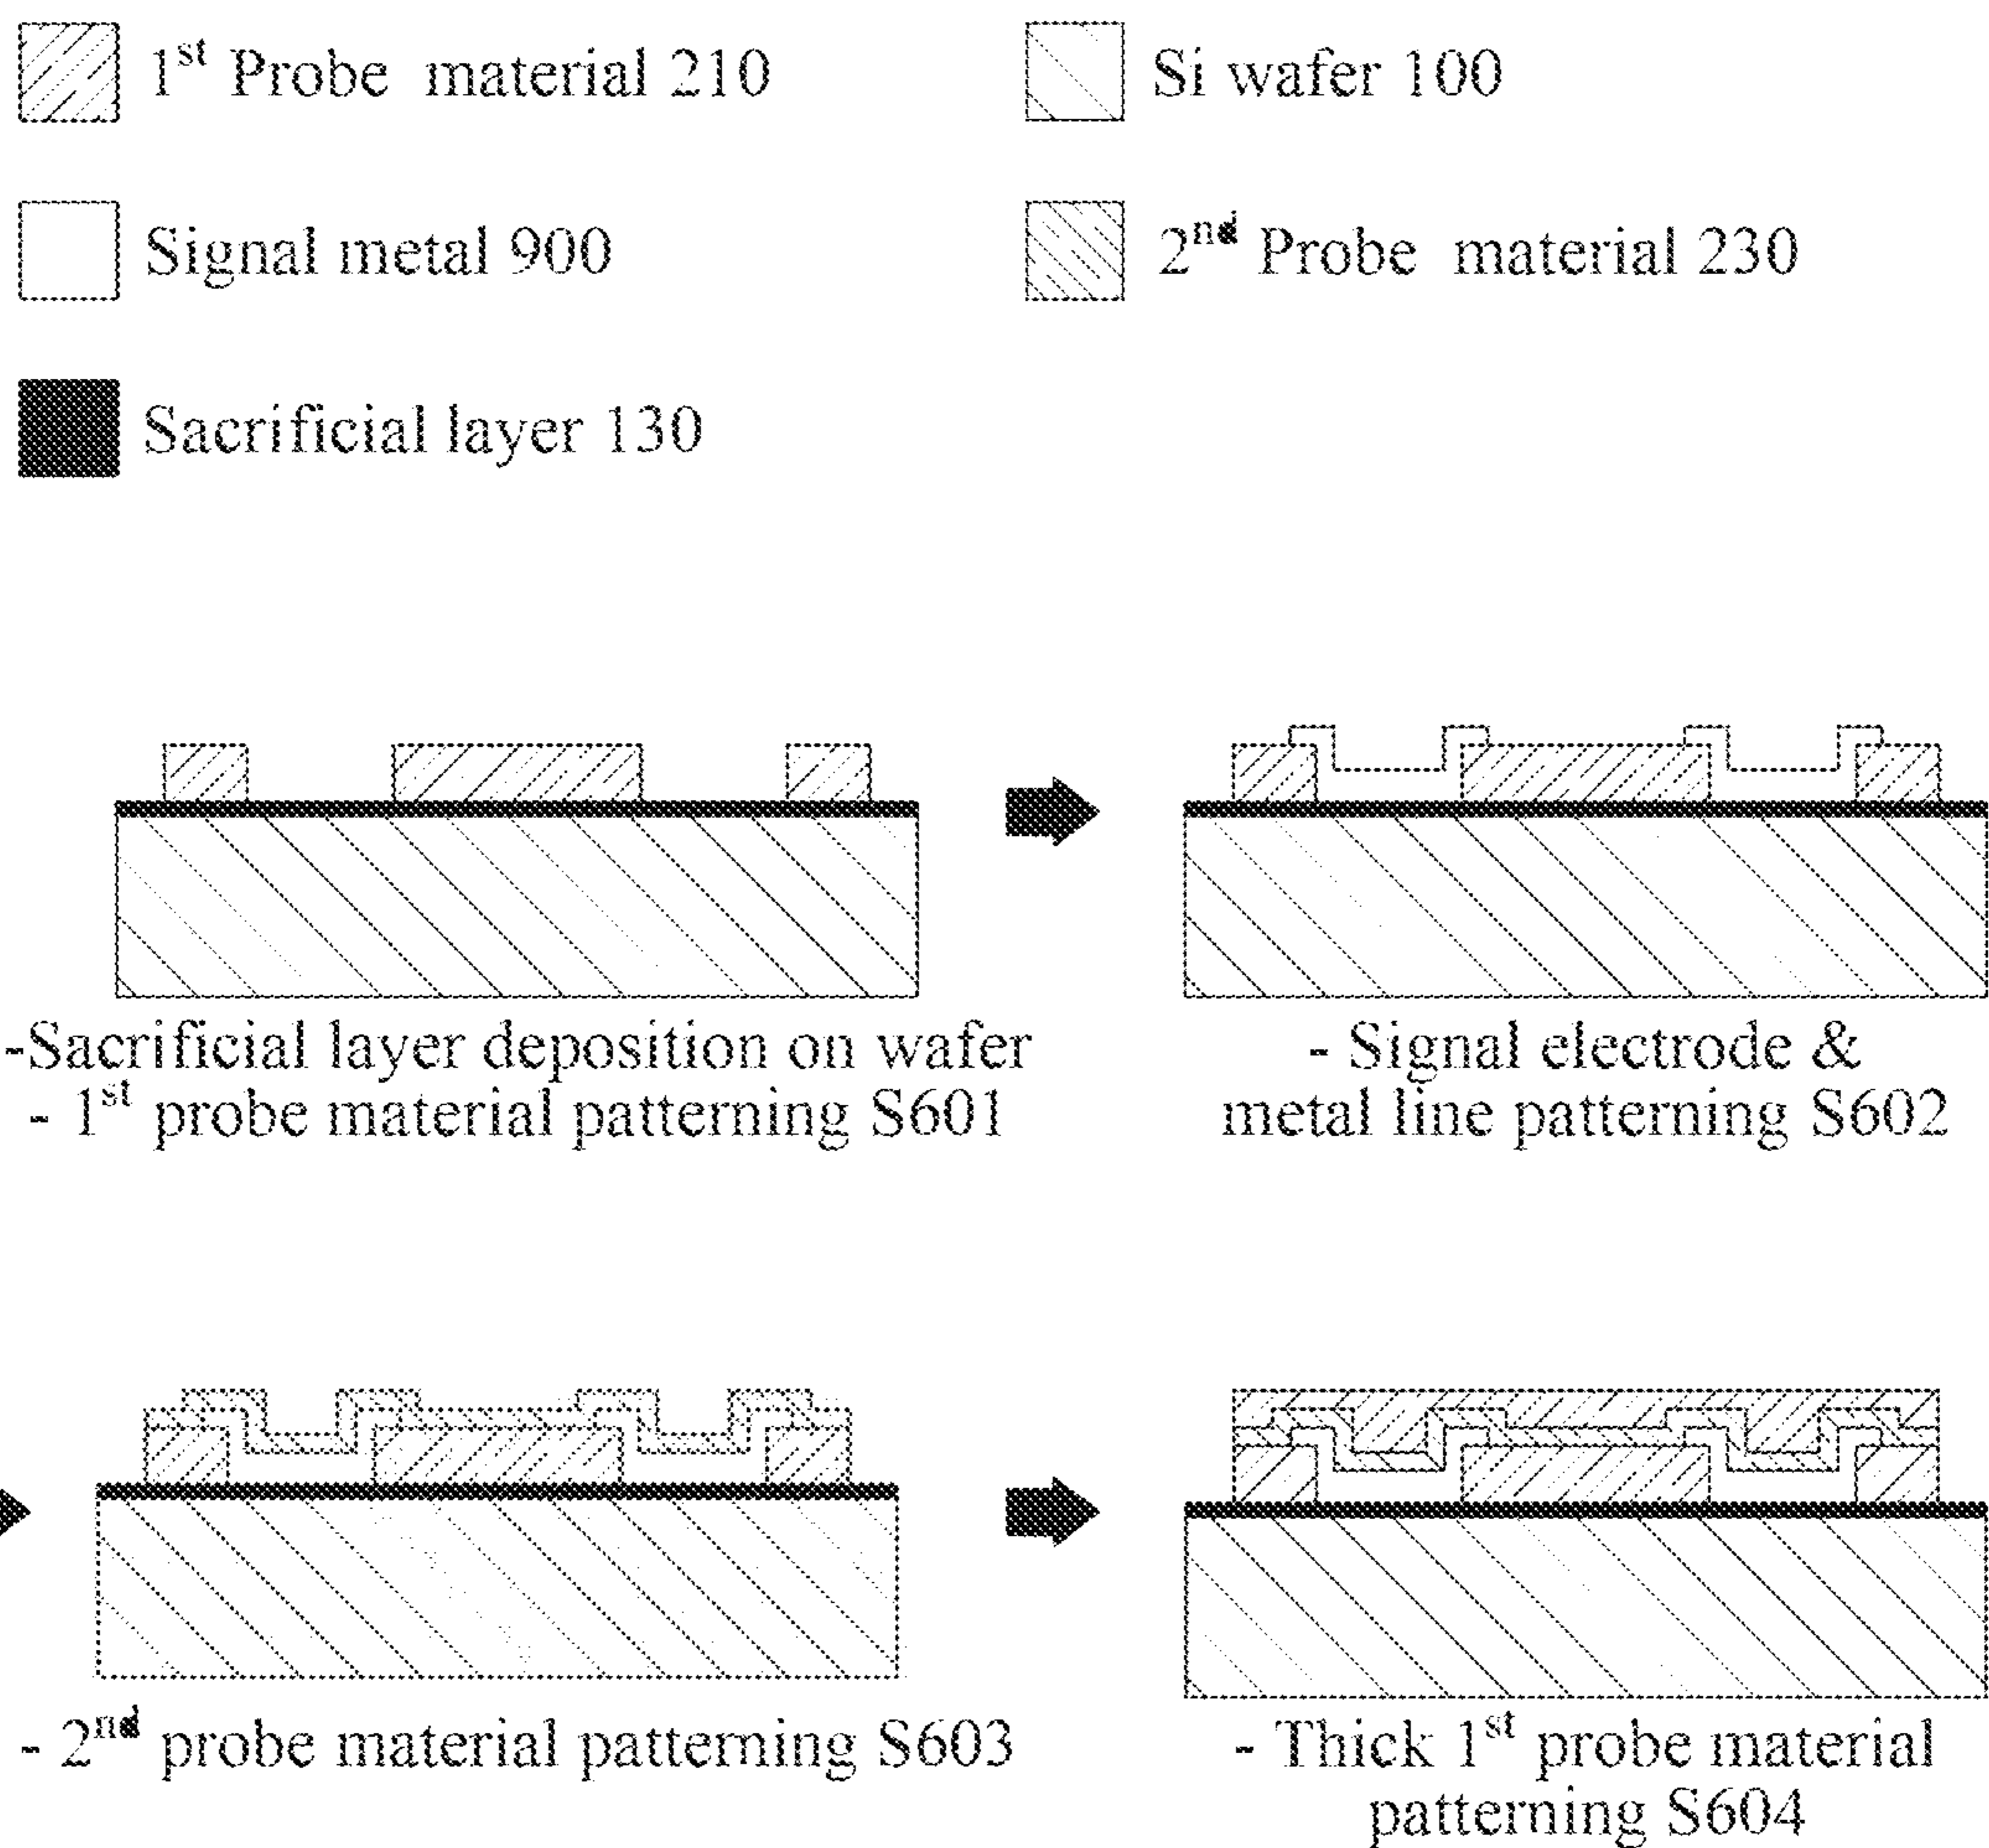 1st Probe material 210
Si wafer 100
Signal metal 900
2nd Probe material 230
Sacrificial layer 130
-Sacrificial layer deposition on wafer
- 1st probe material patterning S601
- Signal electrode &
metal line patterning S602
- 2nd probe material patterning S603
- Thick 1st probe material
patterning S604